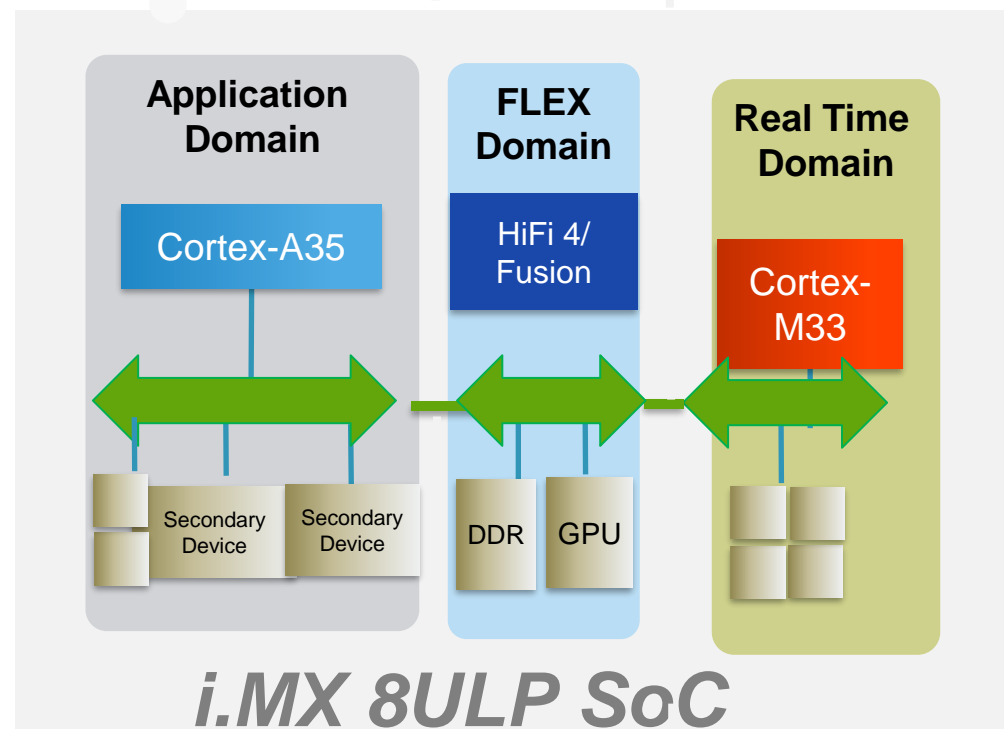 Application
Domain
FLEX
Domain
Real Time
Domain
Cortex-A35
HiFi 4/
Fusion
Cortex-
M33
Secondary
Device
Secondary
Device
DDR
GPU
i.MX 8ULP SoC